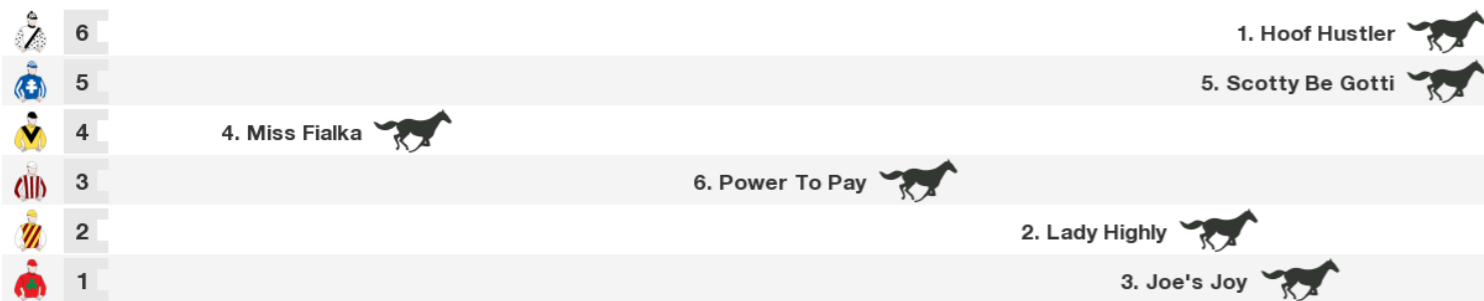 6 1. Hoof Hustler
5 5. Scotty Be Gotti
4 4. Miss Fialka
3 6. Power To Pay
2 2. Lady Highly
1 3. Joe's Joy